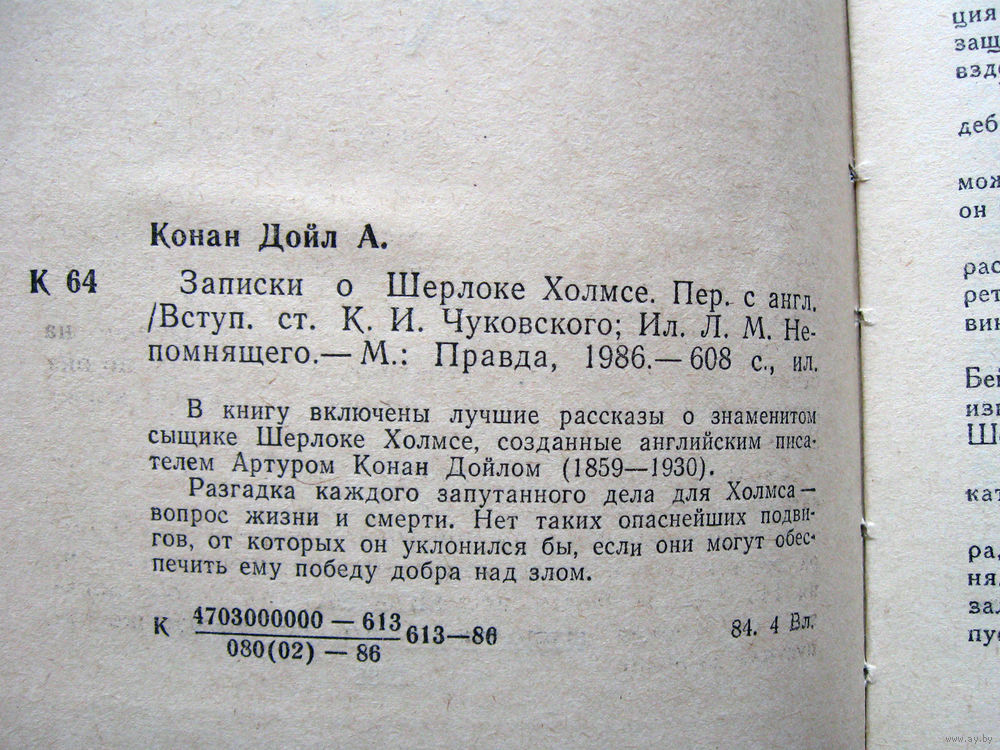 Конан Дойл А.
К 64
Записки о Шерлоке Холмсе. Пер. с англ.
/Вступ. ст. К. И. Чуковского; Ил. Л. М. Не-
помнящего.— М.: Правда, 1986.— 608 с., ил.
В книгу включены лучшие рассказы о знаменитом
сыщике Шерлоке Холмсе, созданные английским писа-
телем Артуром Конан Дойлом (1859—1930).
Разгадка каждого запутанного дела для Холмса —
вопрос жизни и смерти. Нет таких опаснейших подви-
гов, от которых он уклонился бы, если они могут обес-
печить ему победу добра над злом.
К 4703000000 — 613
080(02) — 86
613—86
84. 4 Вл.
ция
защ
вздо
деб
мож
он
рас
рет
вин
Бей
изн
Ше
кат
рад
ня
зал
пус
www.ay.by